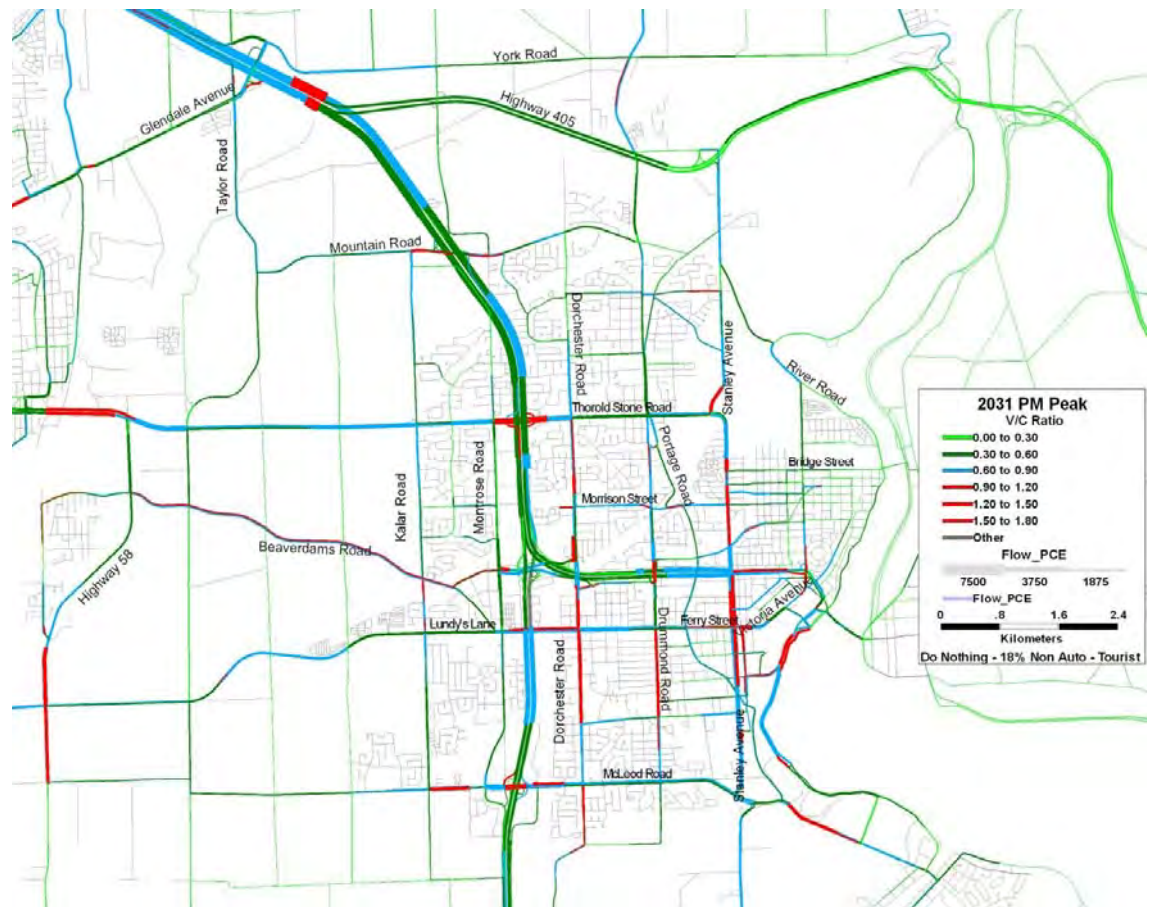 York Road
Glendale Avenue
Highway 405
Taylor Road
Mountain Road
Dorchester Road
Stanley Avenue
River Road
Thorold Stone Road
Portage Road
Bridge Street
Kalar Road
Montrose Road
Morrison Street
Beaverdams Road
Highway 58
Lundy's Lane
Ferry Street
Victoria Avenue
Drummond Road
Dorchester Road
Stanley Avenue
McLeod Road
2031 PM Peak
V/C Ratio
0.00 to 0.30
0.30 to 0.60
0.60 to 0.90
0.90 to 1.20
1.20 to 1.50
1.50 to 1.80
Other
Flow_PCE
7500 3750 1875
Flow_PCE
0 .8 1.6 2.4
Kilometers
Do Nothing - 18% Non Auto - Tourist